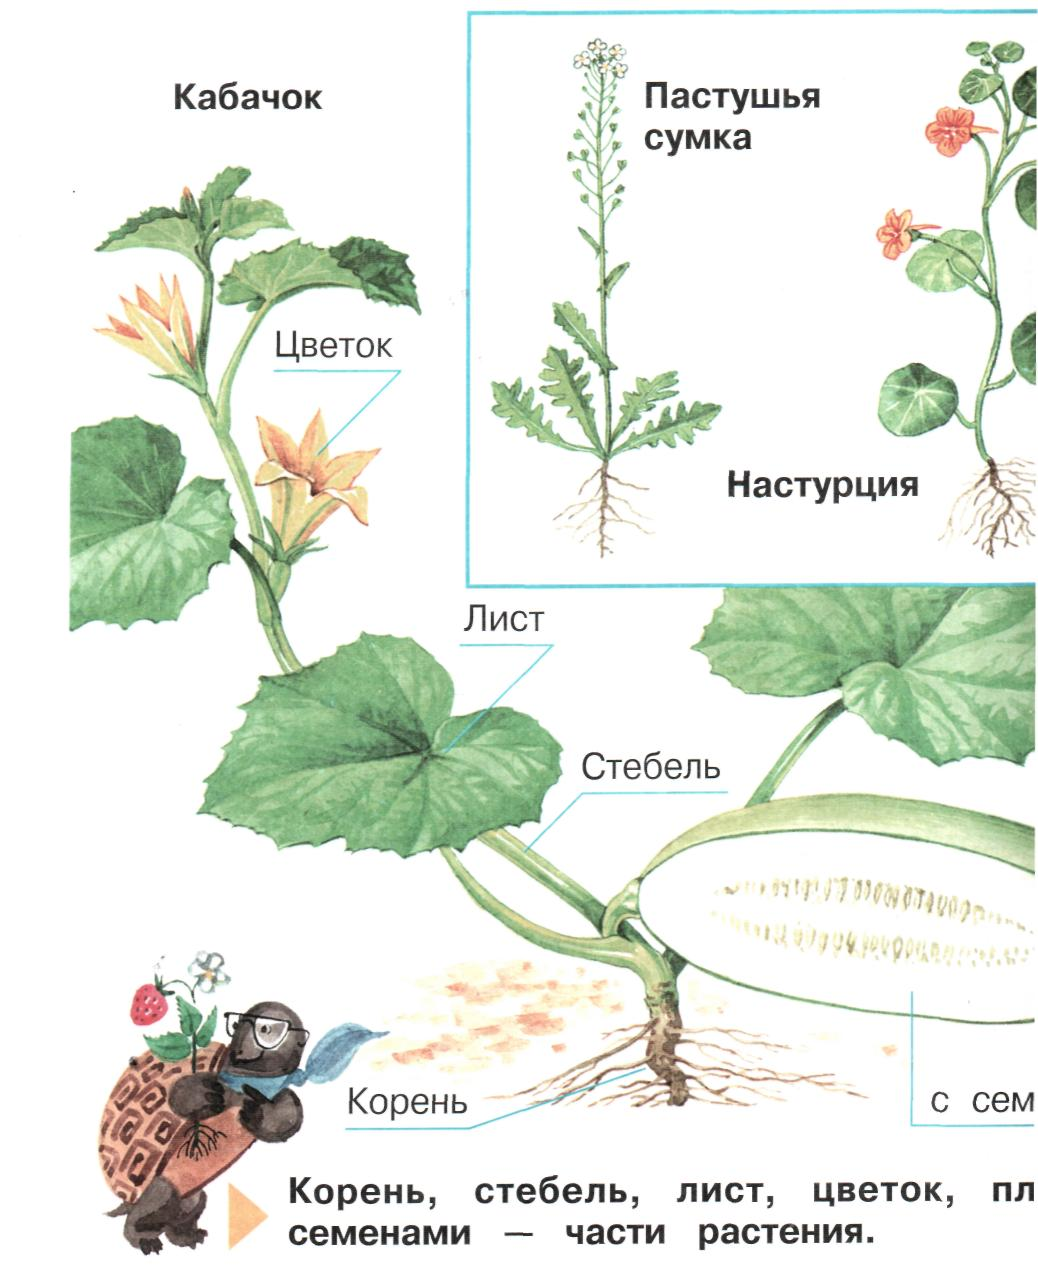 Кабачок
Пастушья
сумка
Цветок
Настурция
Лист
Стебель
Корень
с сем
Корень, стебель, лист, цветок, пл
семенами — части растения.